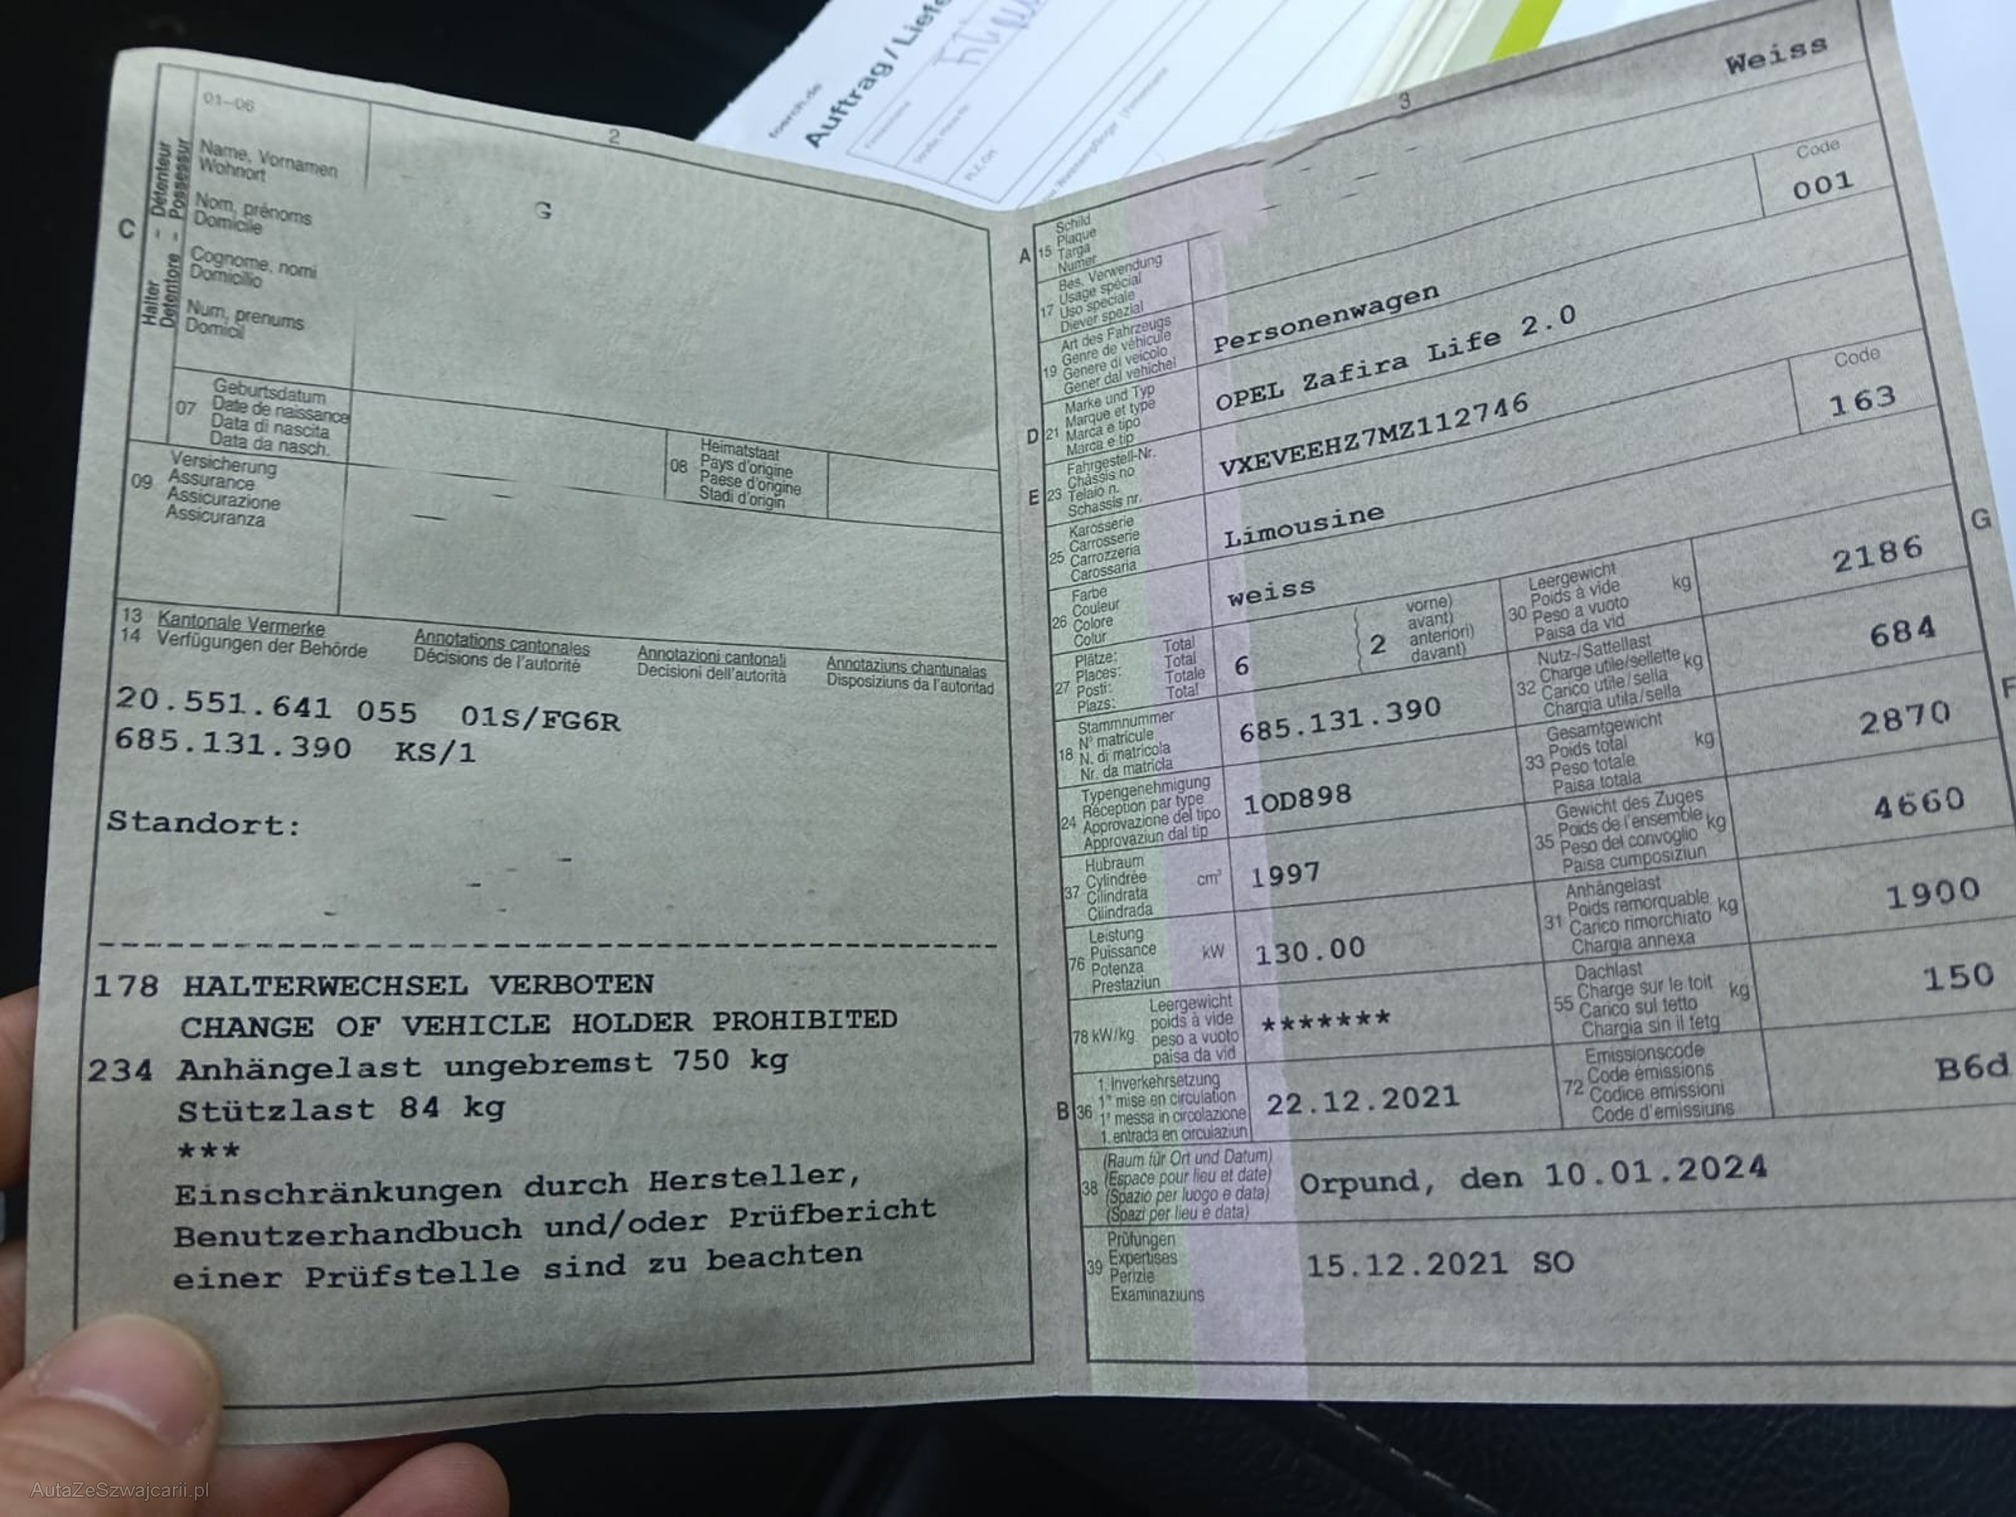 foerch.de
Auftrag / Liefe
2
01-06
Name, Vornamen
Wohnort
Nom, prénoms
Domicile
Cognome, nomi
Domicilio
Num, prenums
Domicil
C
Halter - Détenteur
Detentore - Possessur
G
Geburtsdatum
07 Date de naissance
Data di nascita
Data da nasch.
Heimatstaat
08 Pays d'origine
Paese d'origine
Stadi d'origin
Versicherung
09 Assurance
Assicurazione
Assicuranza
13 Kantonale Vermerke
14 Verfügungen der Behörde
Annotations cantonales
Décisions de l'autorité
Annotazioni cantonali
Decisioni dell'autorità
Annotaziuns chantunalas
Disposiziuns da l'autoritad
20.551.641 055 01S/FG6R
685.131.390 KS/1
Standort:
178 HALTERWECHSEL VERBOTEN
CHANGE OF VEHICLE HOLDER PROHIBITED
234 Anhängelast ungebremst 750 kg
Stützlast 84 kg
***
Einschränkungen durch Hersteller,
Benutzerhandbuch und/oder Prüfbericht
einer Prüfstelle sind zu beachten
3
Weiss
A 15 Schild
Plaque
Targa
Numer
17 Bes. Verwendung
Usage spécial
Uso speciale
Diever spezial
Code
001
19 Art des Fahrzeugs
Genre de véhicule
Genere di veicolo
Gener dal vehichel
Personenwagen
D 21 Marke und Typ
Marque et type
Marca e tipo
Marca e tip
OPEL Zafira Life 2.0
E 23 Fahrgestell-Nr.
Châssis no
Telaio n.
Schassis nr.
VXEVEEHZ7MZ112746
Code
163
25 Karosserie
Carrosserie
Carrozzeria
Carossaria
Limousine
26 Farbe
Couleur
Colore
Colur
weiss
27 Plätze: Total
Places: Total
Posti: Totale
Plazs: Total
6
2
vorne)
avant)
anteriori)
davant)
G
30 Leergewicht kg
Poids à vide
Peso a vuoto
Paisa da vid
2186
18 Stammnummer
N° matricule
N. di matricola
Nr. da matricla
685.131.390
32 Nutz-/Sattellast
Charge utile/sellette kg
Carico utile/sella
Chargia utila/sella
684
24 Typengenehmigung
Réception par type
Approvazione del tipo
Approvaziun dal tip
1OD898
F
33 Gesamtgewicht
Poids total kg
Peso totale
Paisa totala
2870
37 Hubraum
Cylindrée cm³
Cilindrata
Cilindrada
1997
35 Gewicht des Zuges
Poids de l'ensemble kg
Peso del convoglio
Paisa cumposiziun
4660
76 Leistung
Puissance kW
Potenza
Prestaziun
130.00
31 Anhängelast
Poids remorquable kg
Carico rimorchiato
Chargia annexa
1900
78 kW/kg Leergewicht
poids à vide
peso a vuoto
paisa da vid
*******
55 Dachlast
Charge sur le toit kg
Carico sul tetto
Chargia sin il tetg
150
B 36 1. Inverkehrsetzung
1re mise en circulation
1a messa in circolazione
1. entrada en circulaziun
22.12.2021
72 Emissionscode
Code émissions
Codice emissioni
Code d'emissiuns
B6d
38 (Raum für Ort und Datum)
(Espace pour lieu et date)
(Spazio per luogo e data)
(Spazi per lieu e data)
Orpund, den 10.01.2024
39 Prüfungen
Expertises
Perizie
Examinaziuns
15.12.2021 SO
AutaZeSzwajcarii.pl